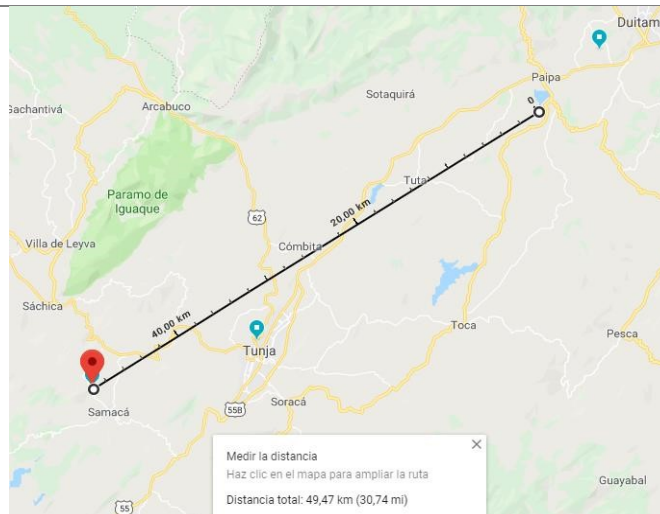 Duitam
Paipa
Sotaquirá
Gachantivá
Arcabuco
0
Paramo de
Iguaque
Tuta
20,00 km
62
Villa de Leyva
Cómbita
Sáchica
40,00 km
Toca
Pesca
Tunja
Samacá
55B
Soracá
Medir la distancia
Haz clic en el mapa para ampliar la ruta
Distancia total: 49,47 km (30,74 mi)
Guayabal
55